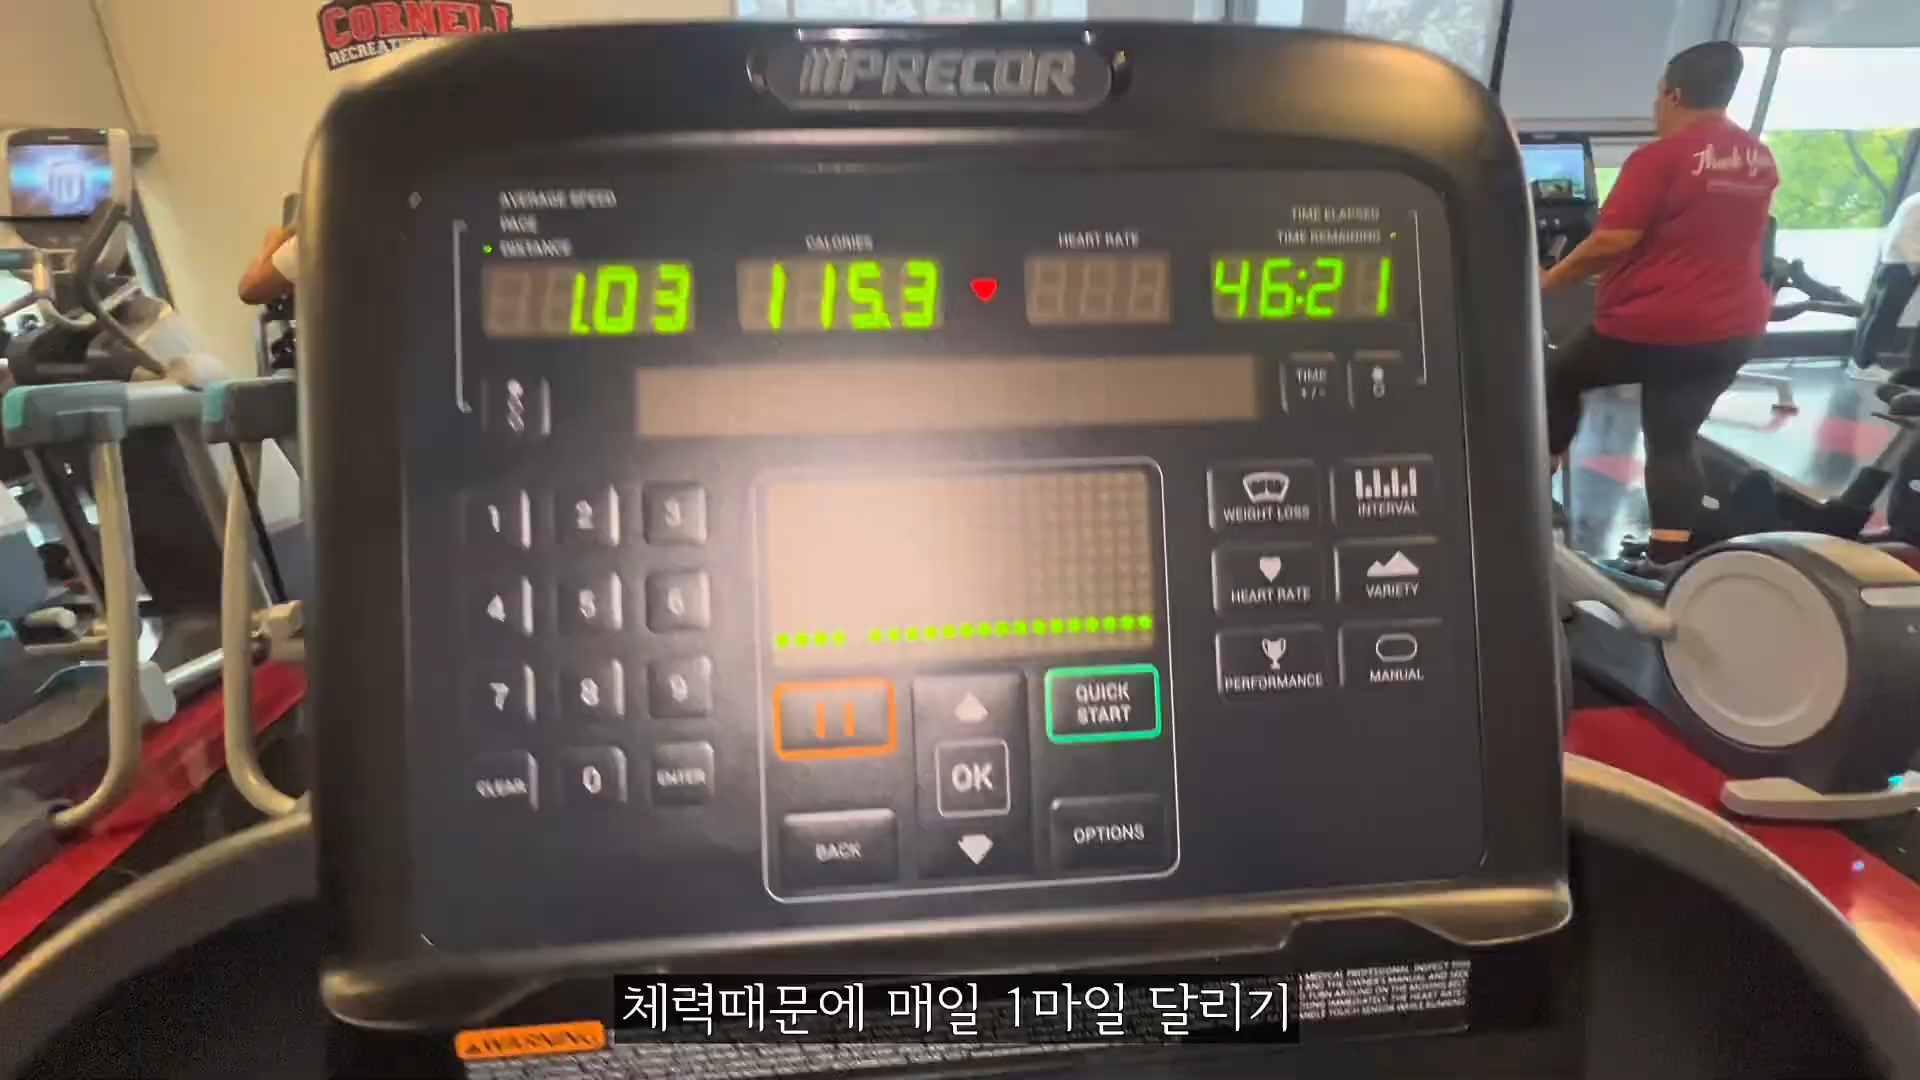 CORNELL
PRECOR
Thank You
AVERAGE SPEED
PACE
DISTANCE
CALORIES
HEART RATE
TIME ELAPSED
TIME REMAINING
1.03
115.3
46:21
TIME
+/-
1 2 3
4 5 6
7 8 9
CLEAR 0 ENTER
QUICK
START
OK
BACK
OPTIONS
WEIGHT LOSS
INTERVAL
HEART RATE
VARIETY
PERFORMANCE
MANUAL
체력때문에 매일 1마일 달리기
WARNING